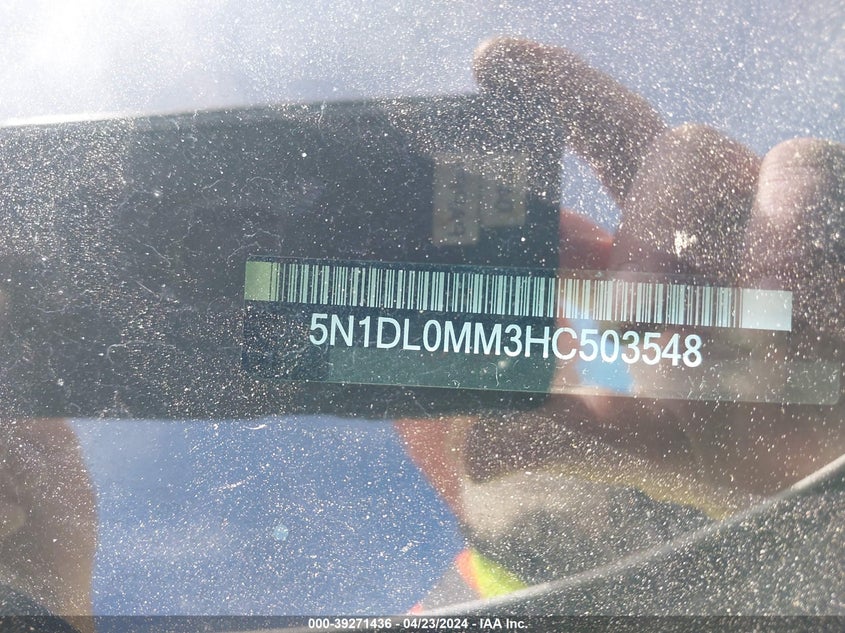 5N1DL0MM3HC503548
000-39271436 - 04/23/2024 - IAA Inc.